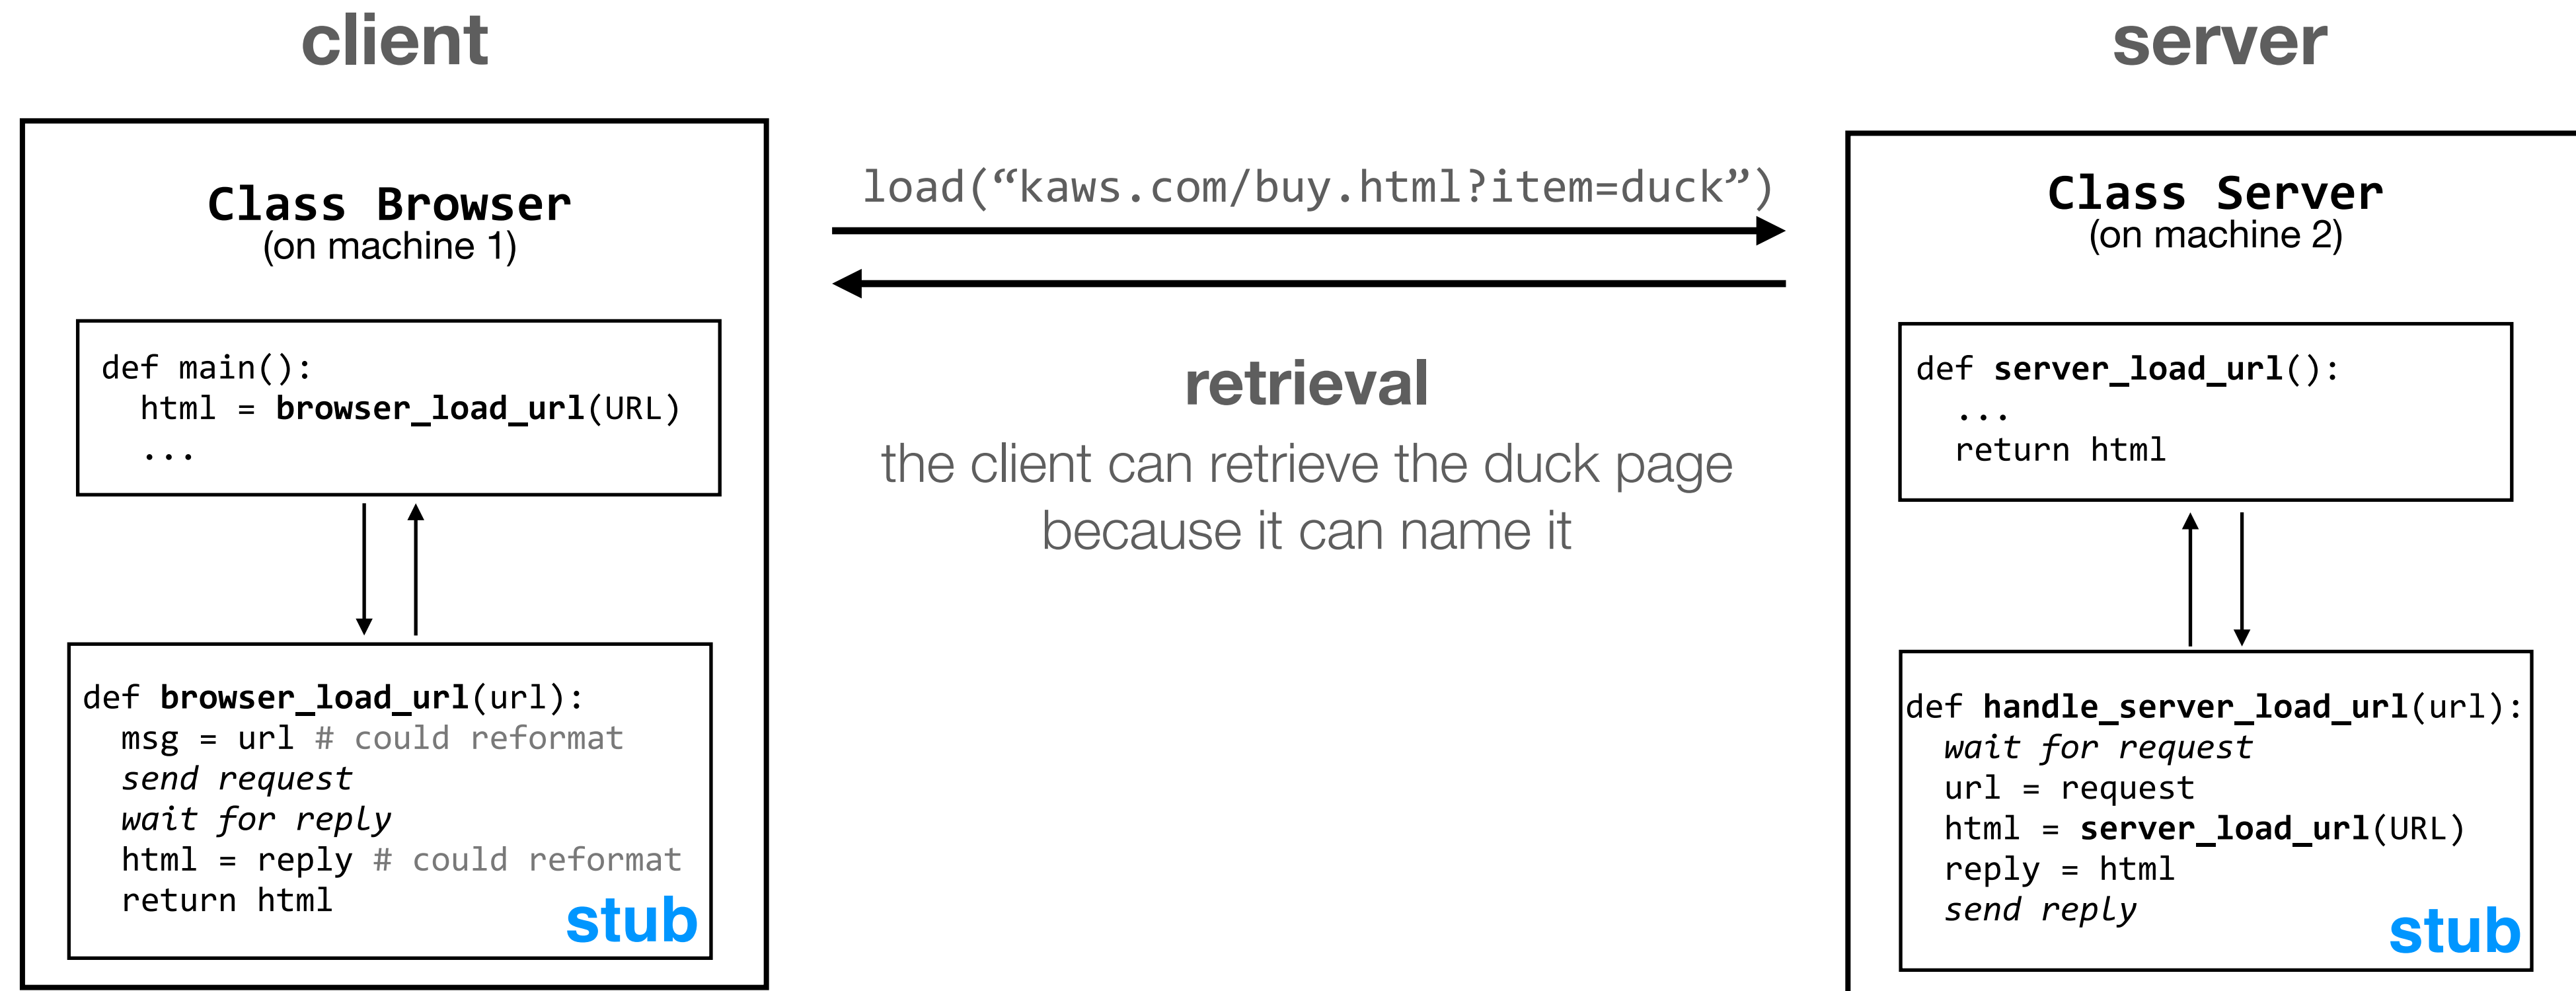 client
server
Class Browser
(on machine 1)
def main():
  html = browser_load_url(URL)
  ...
def browser_load_url(url):
  msg = url # could reformat
  send request
  wait for reply
  html = reply # could reformat
  return html
stub
load(“kaws.com/buy.html?item=duck”)
retrieval
the client can retrieve the duck page
because it can name it
Class Server
(on machine 2)
def server_load_url():
  ...
  return html
def handle_server_load_url(url):
  wait for request
  url = request
  html = server_load_url(URL)
  reply = html
  send reply
stub